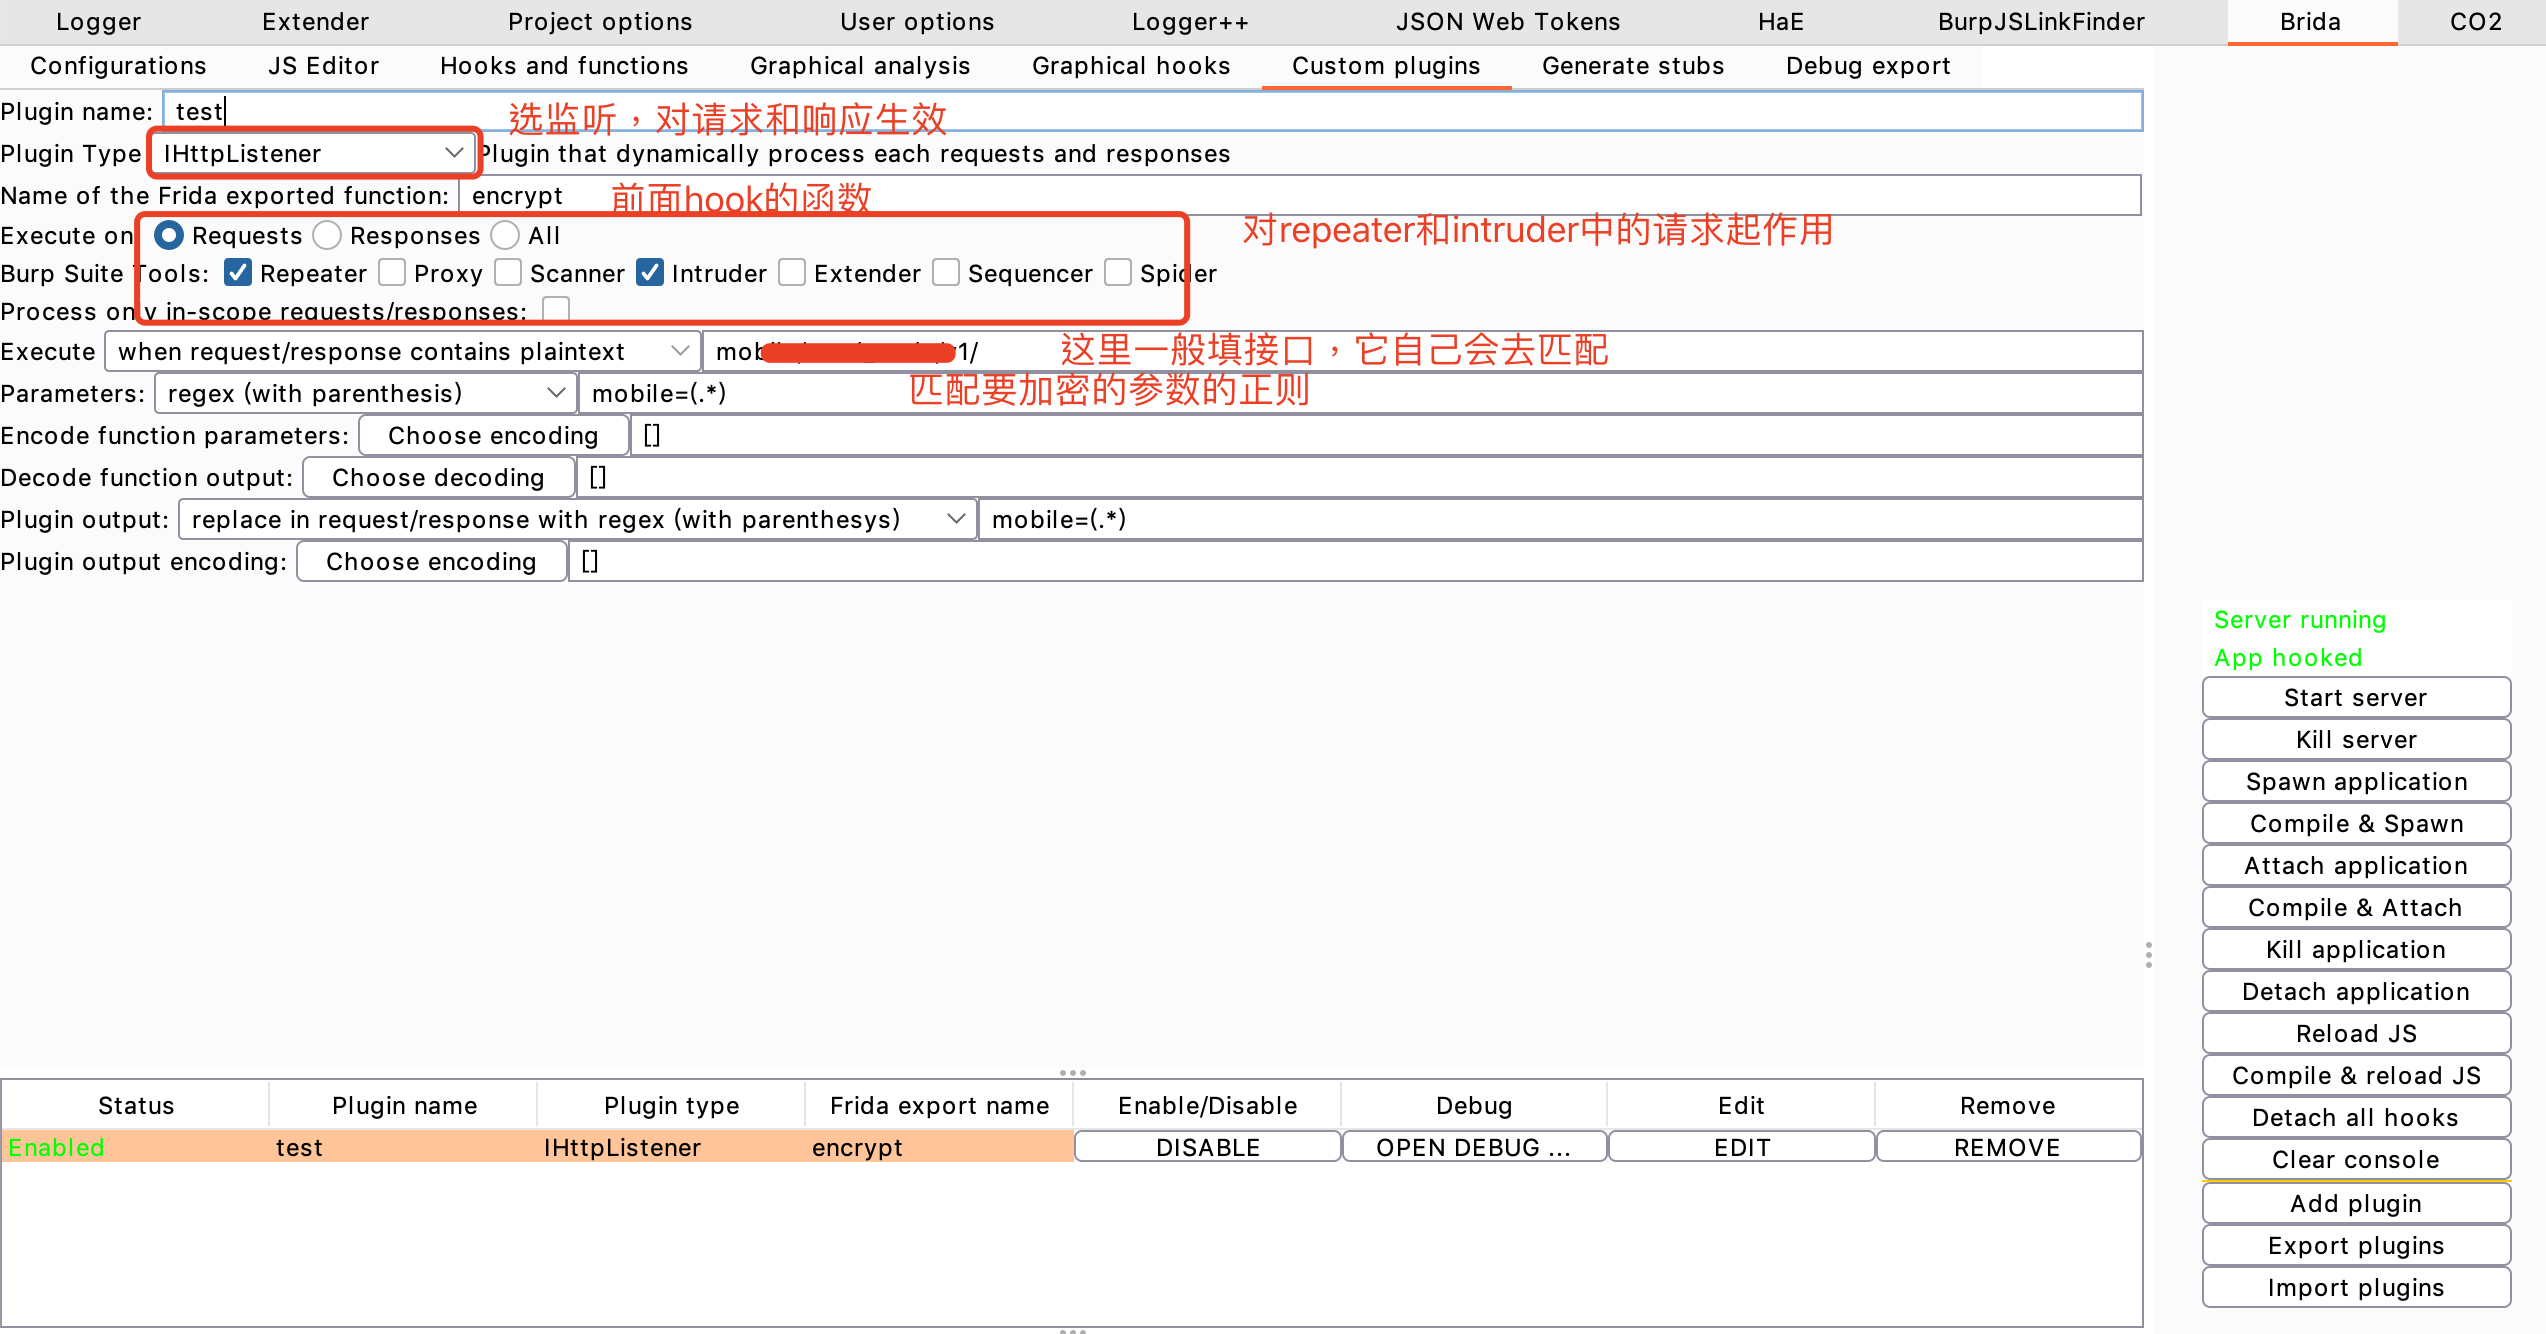 Logger Extender Project options User options Logger++ JSON Web Tokens HaE BurpJSLinkFinder Brida CO2
Configurations JS Editor Hooks and functions Graphical analysis Graphical hooks Custom plugins Generate stubs Debug export
Plugin name: test 选监听，对请求和响应生效
Plugin Type IHttpListener Plugin that dynamically process each requests and responses
Name of the Frida exported function: encrypt 前面hook的函数
对repeater和intruder中的请求起作用
Execute on Requests Responses All
Burp Suite Tools: Repeater Proxy Scanner Intruder Extender Sequencer Spider
Process only in-scope requests/responses:
Execute when request/response contains plaintext 1/ 这里一般填接口，它自己会去匹配
Parameters: regex (with parenthesis) mobile=(.*) 匹配要加密的参数的正则
Encode function parameters: Choose encoding []
Decode function output: Choose decoding []
Plugin output: replace in request/response with regex (with parenthesys) mobile=(.*)
Plugin output encoding: Choose encoding []
Server running
App hooked
Start server
Kill server
Spawn application
Compile & Spawn
Attach application
Compile & Attach
Kill application
Detach application
Reload JS
Compile & reload JS
Detach all hooks
Clear console
Add plugin
Export plugins
Import plugins
Status Plugin name Plugin type Frida export name Enable/Disable Debug Edit Remove
Enabled test IHttpListener encrypt DISABLE OPEN DEBUG ... EDIT REMOVE